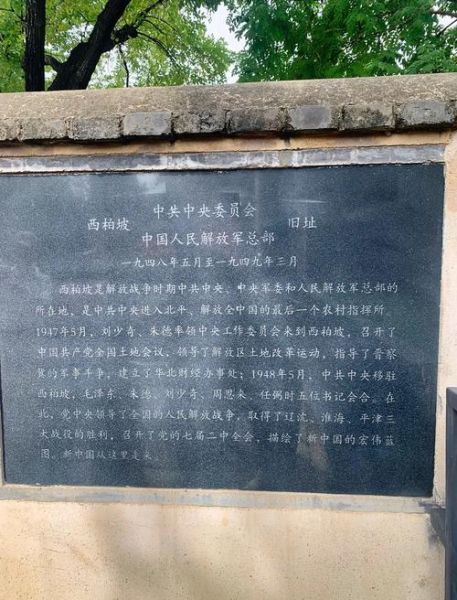 中共中央委员会
西柏坡 旧址
中国人民解放军总部
一九四八年五月至一九四九年三月
西柏坡是解放战争时期中共中央、中央军委和人民解放军总部的
所在地，是中共中央进入北平、解放全中国的最后一个农村指挥所。
1947年5月，刘少奇、朱德率领中央工作委员会来到西柏坡，召开了
中国共产党全国土地会议，领导了解放区土地改革运动，指导了晋察
冀的军事斗争，建立了华北财经办事处；1948年5月，中共中央移驻
西柏坡，毛泽东、朱德、刘少奇、周恩来、任弼时五位书记会合。在
此，党中央领导了全国的人民解放战争，取得了辽沈、淮海、平津三
大战役的胜利，召开了党的七届二中全会，描绘了新中国的宏伟蓝
图。新中国从这里走来。